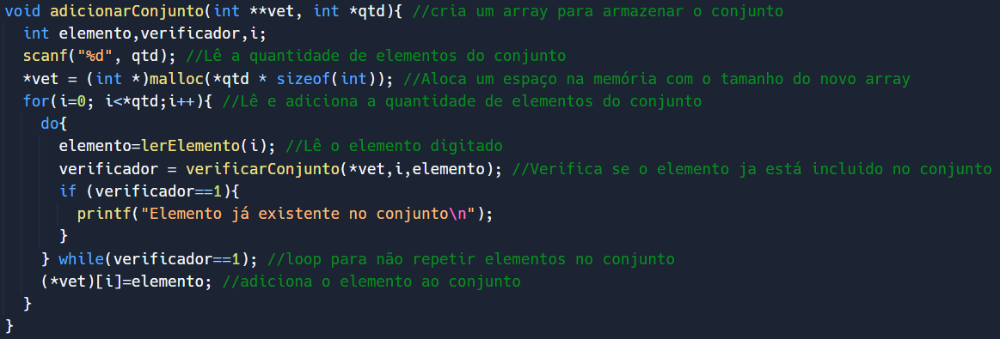 void adicionarConjunto(int **vet, int *qtd){ //cria um array para armazenar o conjunto
  int elemento,verificador,i;
  scanf("%d", qtd); //Lê a quantidade de elementos do conjunto
  *vet = (int *)malloc(*qtd * sizeof(int)); //Aloca um espaço na memória com o tamanho do novo array
  for(i=0; i<*qtd;i++){ //Lê e adiciona a quantidade de elementos do conjunto
    do{
      elemento=lerElemento(i); //Lê o elemento digitado
      verificador = verificarConjunto(*vet,i,elemento); //Verifica se o elemento ja está incluido no conjunto
      if (verificador==1){
        printf("Elemento já existente no conjunto\n");
      }
    } while(verificador==1); //loop para não repetir elementos no conjunto
    (*vet)[i]=elemento; //adiciona o elemento ao conjunto
  }
}